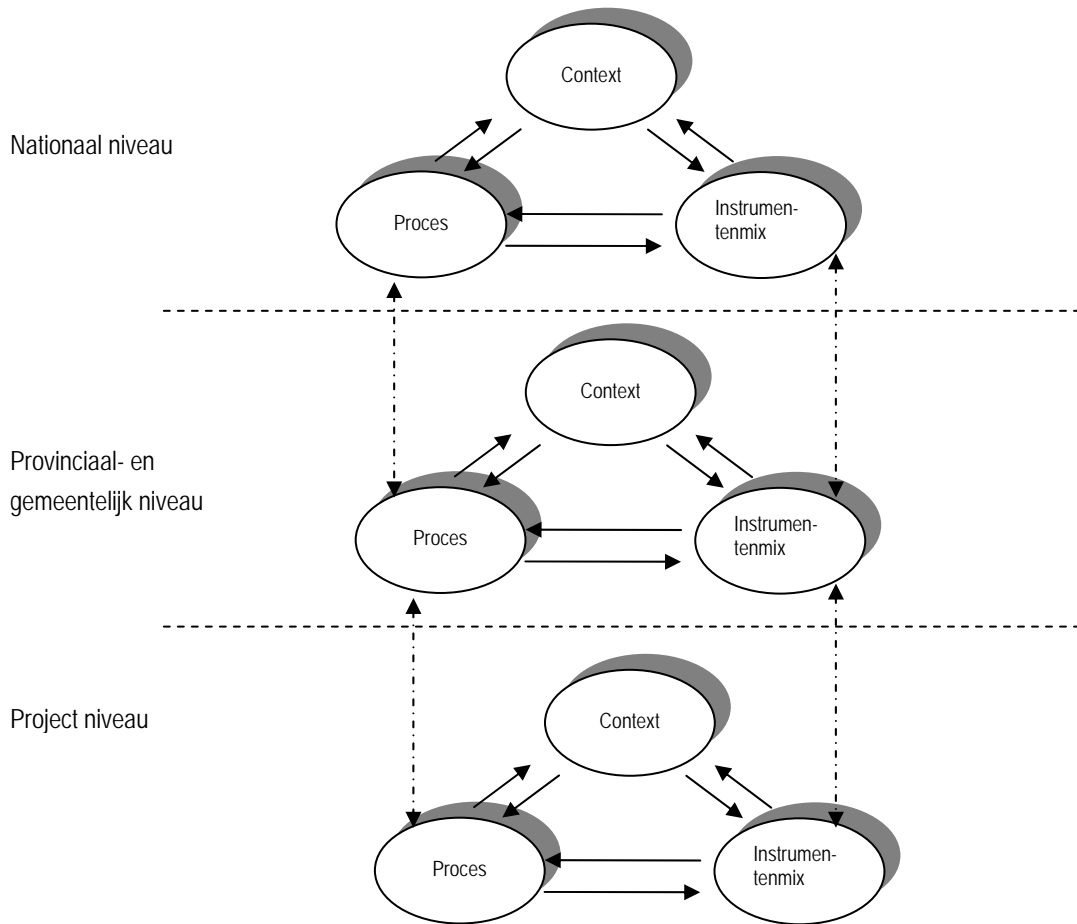 Context
Nationaal niveau
Proces
Instrumen-
tenmix
Context
Provinciaal- en
gemeentelijk niveau
Proces
Instrumen-
tenmix
Project niveau
Context
Proces
Instrumen-
tenmix